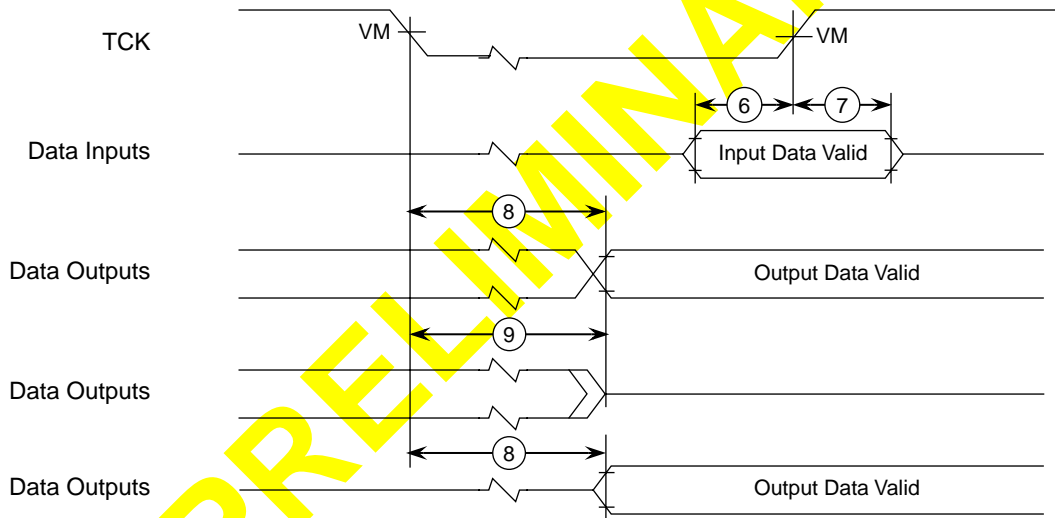 TCK
VM
VM
6
7
Data Inputs
Input Data Valid
8
Data Outputs
Output Data Valid
9
Data Outputs
8
Data Outputs
Output Data Valid
PRELIMINA